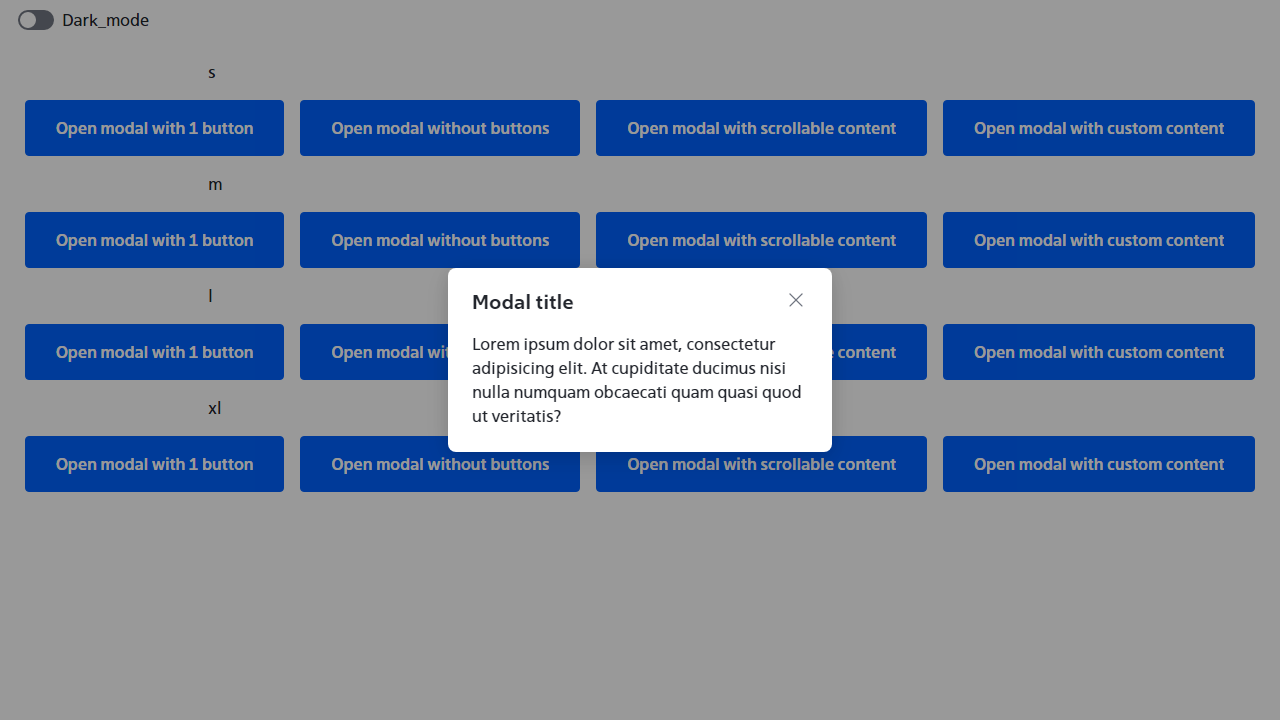 Dark_mode
s
Open modal with 1 button
Open modal without buttons
Open modal with scrollable content
Open modal with custom content
m
Open modal with 1 button
Open modal without buttons
Open modal with scrollable content
Open modal with custom content
l
Open modal with 1 button
Open modal wit
content
Open modal with custom content
Modal title
Lorem ipsum dolor sit amet, consectetur
adipisicing elit. At cupiditate ducimus nisi
nulla numquam obcaecati quam quasi quod
ut veritatis?
xl
Open modal with 1 button
Open modal without buttons
Open modal with scrollable content
Open modal with custom content